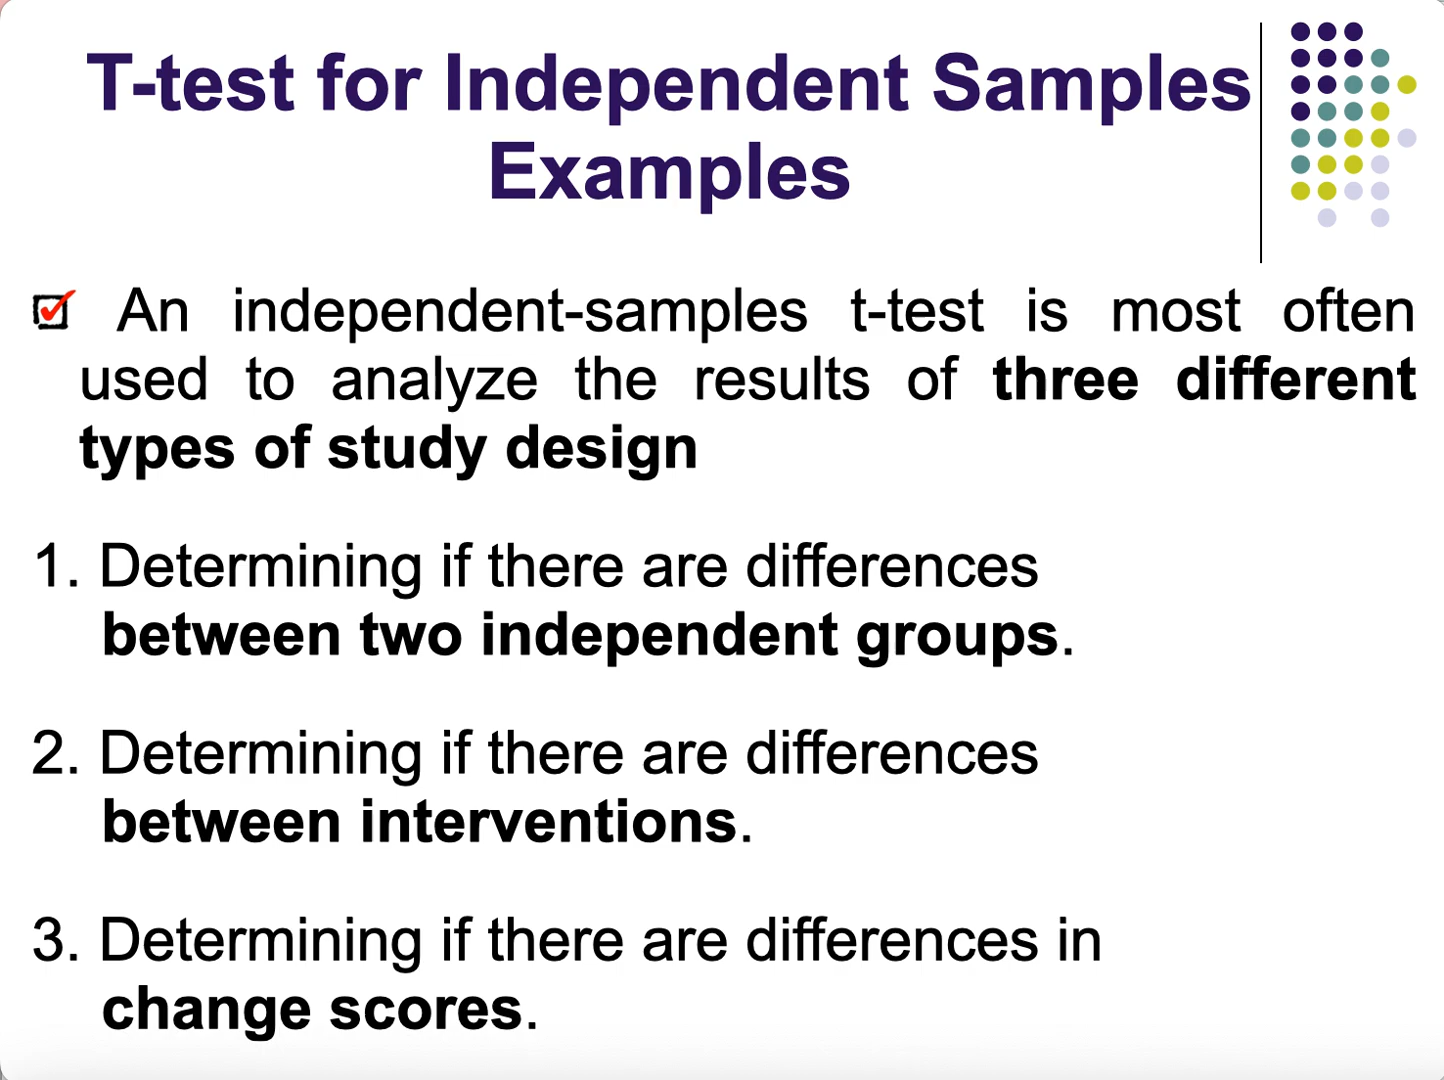 T-test for Independent Samples
Examples
An independent-samples t-test is most often
used to analyze the results of three different
types of study design
1. Determining if there are differences
between two independent groups.
2. Determining if there are differences
between interventions.
3. Determining if there are differences in
change scores.